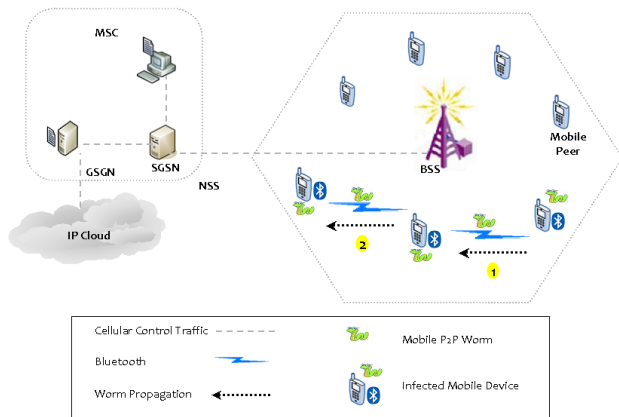 MSC
SGSN
GSGN
NSS
IP Cloud
BSS
Mobile
Peer
2
1
Cellular Control Traffic
Bluetooth
Worm Propagation
Mobile P2P Worm
Infected Mobile Device